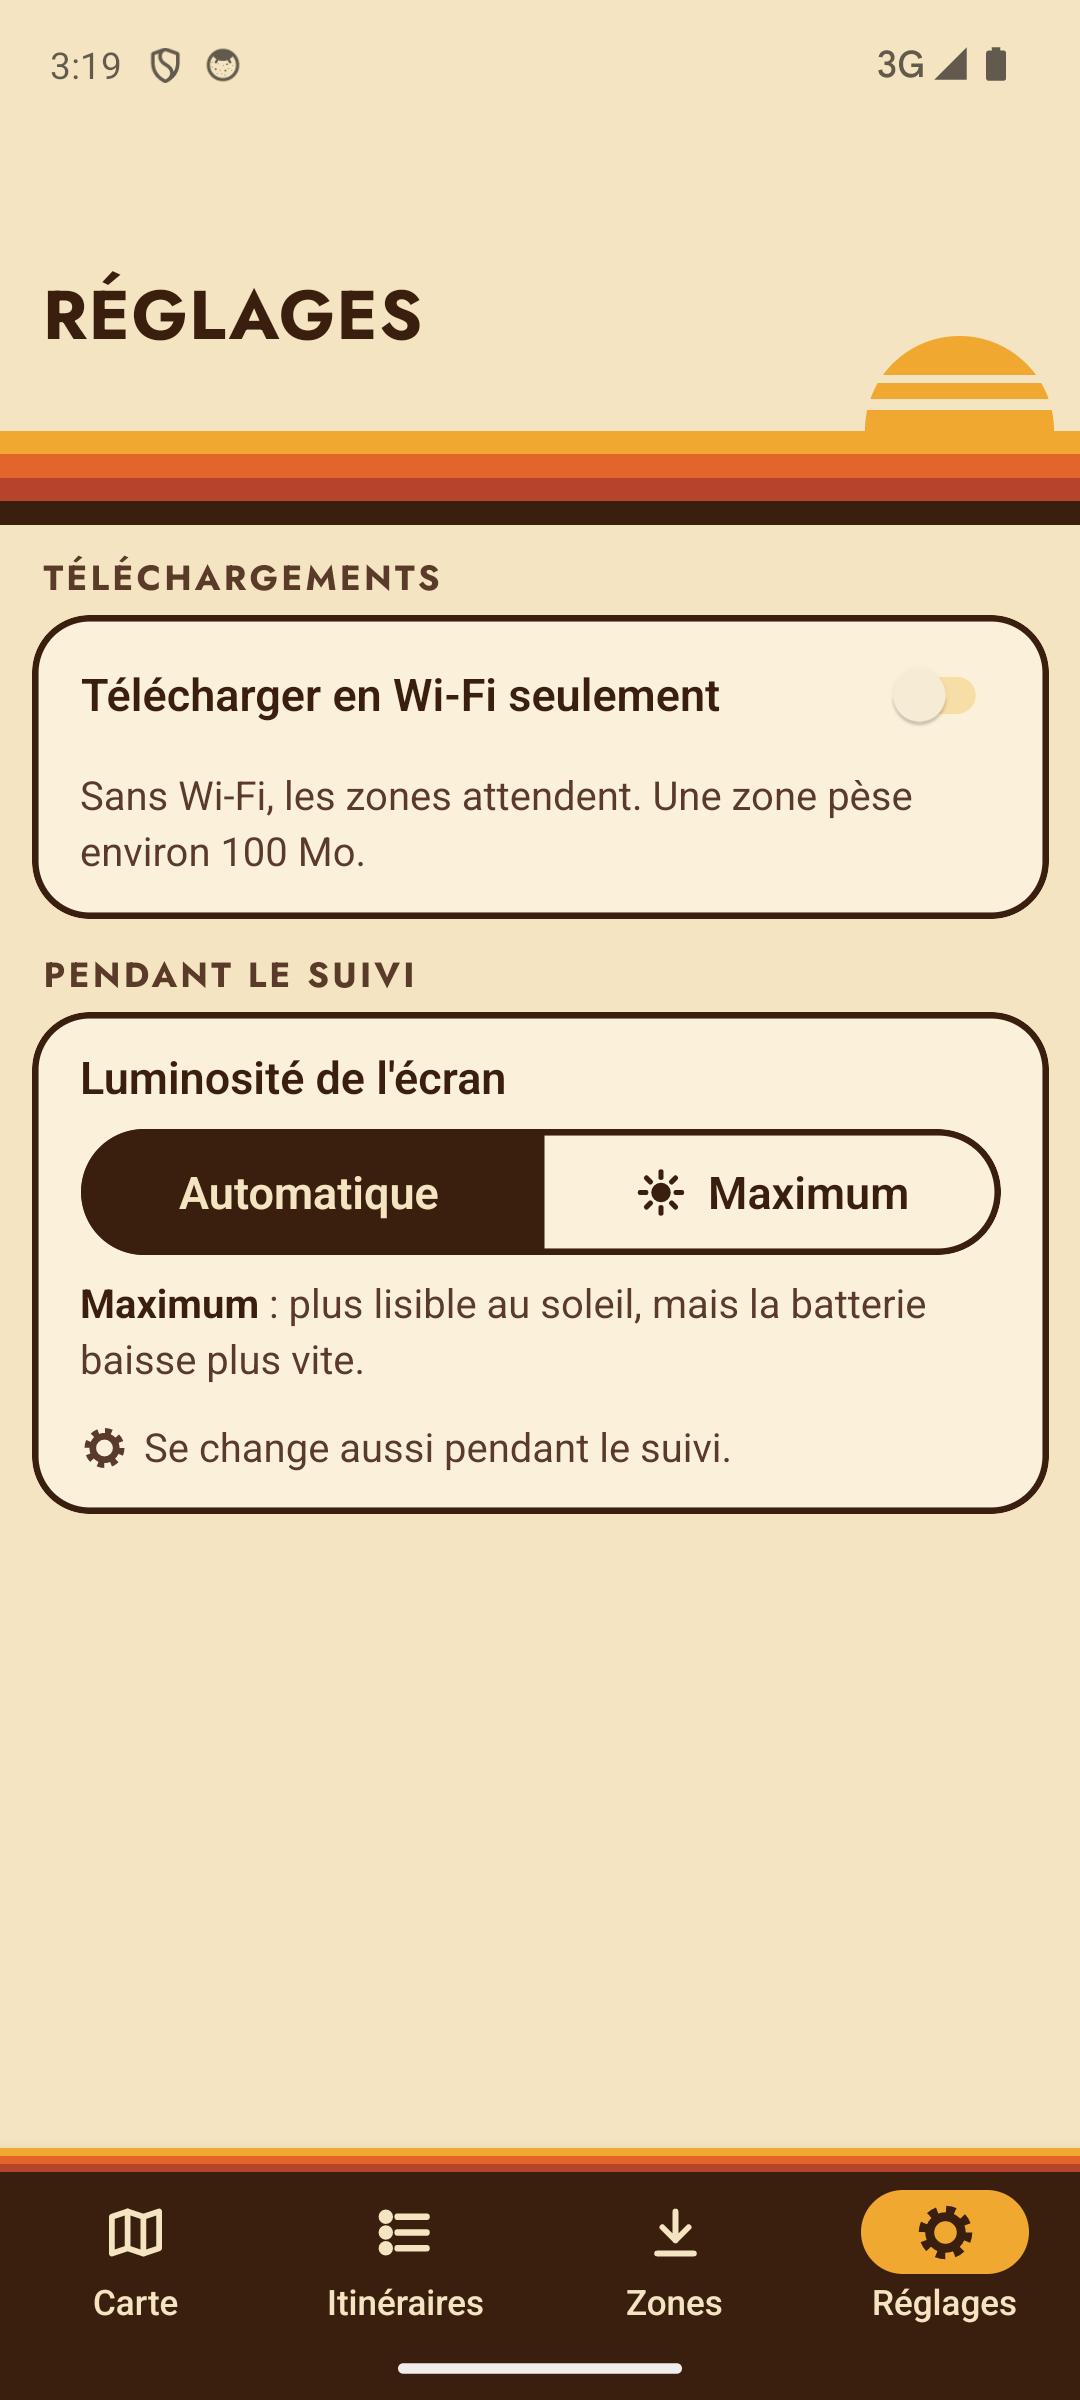 3:19
3G
RÉGLAGES
TÉLÉCHARGEMENTS
Télécharger en Wi-Fi seulement
Sans Wi-Fi, les zones attendent. Une zone pèse
environ 100 Mo.
PENDANT LE SUIVI
Luminosité de l'écran
Automatique
Maximum
Maximum : plus lisible au soleil, mais la batterie
baisse plus vite.
Se change aussi pendant le suivi.
Carte
Itinéraires
Zones
Réglages